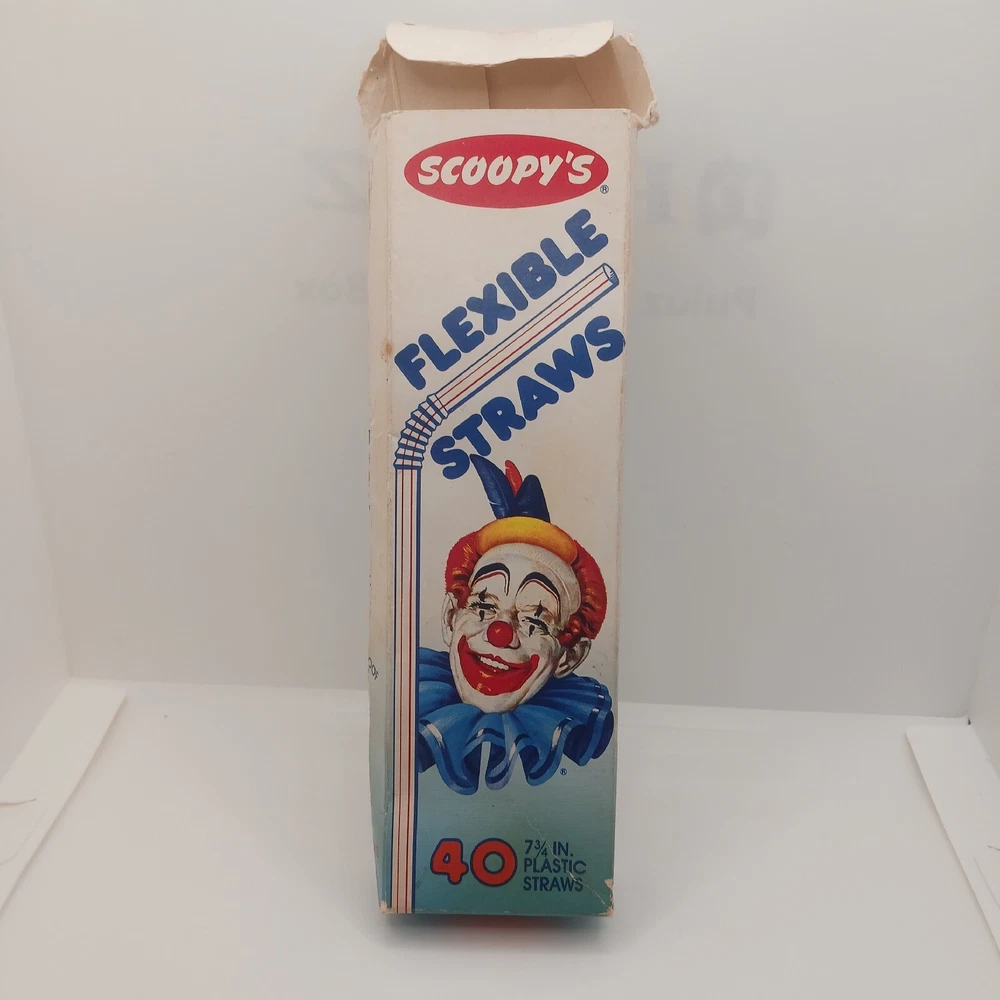 SCOOPY'S®
FLEXIBLE
STRAWS
®
40 7¾ IN.
PLASTIC
STRAWS